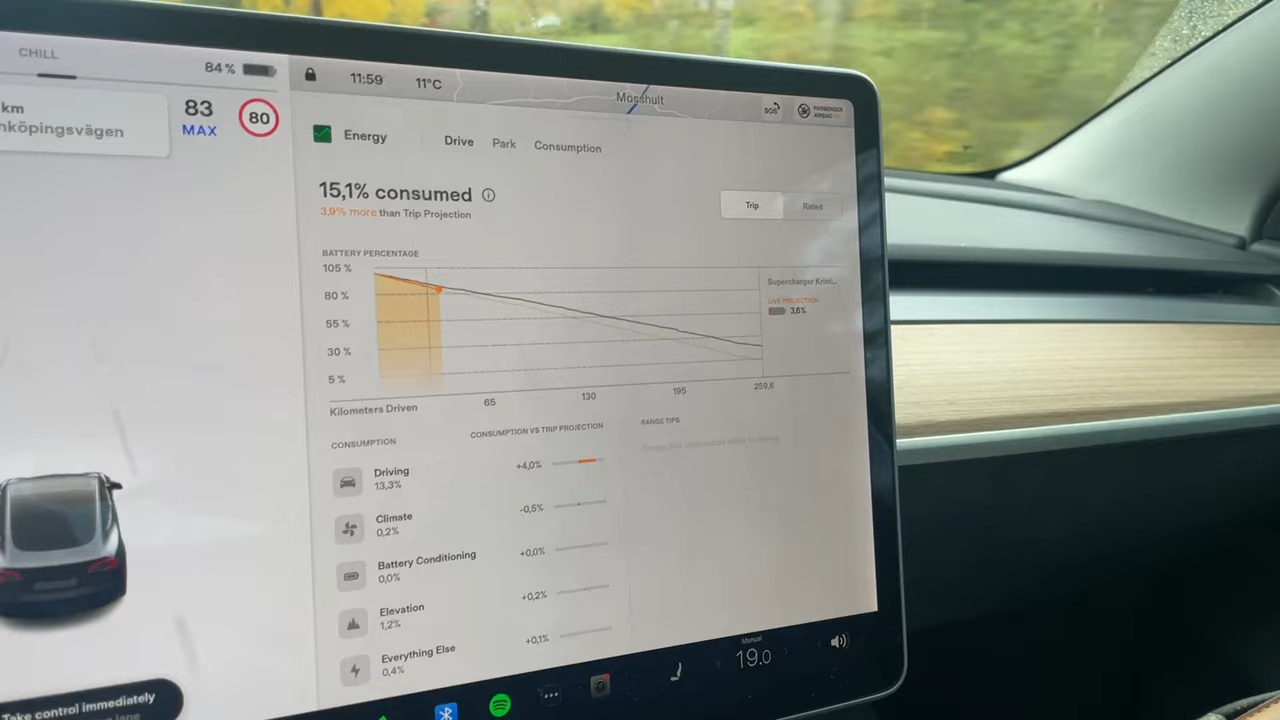 CHILL
84%
km
nköpingsvägen
83
MAX
80
11:59
11°C
Mosshult
SOS
PASSENGER
AIRBAG
Energy
Drive
Park
Consumption
15,1% consumed
3,9% more than Trip Projection
Trip
Rated
BATTERY PERCENTAGE
105 %
80 %
55 %
30 %
5 %
Supercharger Kristi...
LIVE PROJECTION
3,6%
Kilometers Driven
65
130
195
259,6
CONSUMPTION
CONSUMPTION VS TRIP PROJECTION
RANGE TIPS
Driving
13,3%
+4,0%
Climate
0,2%
-0,5%
Battery Conditioning
0,0%
+0,0%
Elevation
1,2%
+0,2%
Everything Else
0,4%
+0,1%
Manual
19.0
Take control immediately
lane